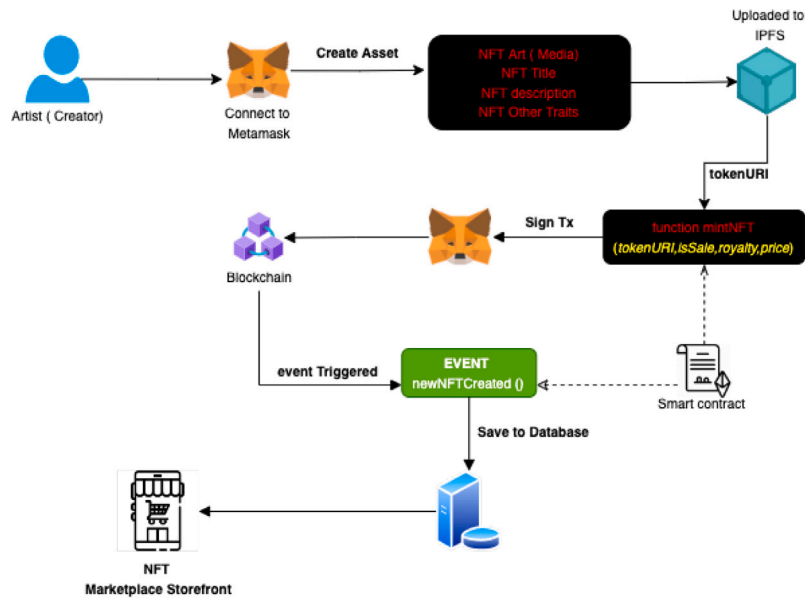 Uploaded to
IPFS
Create Asset
NFT Art ( Media)
NFT Title
NFT description
NFT Other Traits
Artist ( Creator)
Connect to
Metamask
tokenURI
Sign Tx
function mintNFT
(tokenURI,isSale,royalty,price)
Blockchain
event Triggered
EVENT
newNFTCreated ()
Smart contract
Save to Database
NFT
Marketplace Storefront